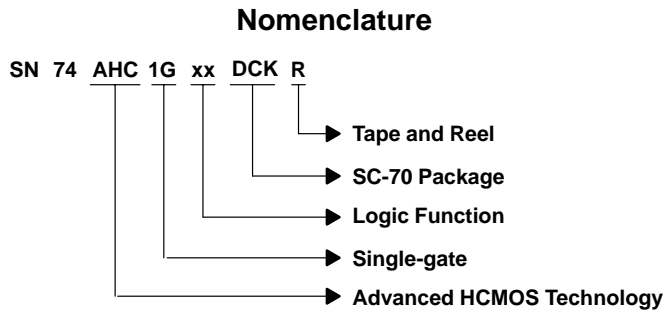 Nomenclature
SN 74 AHC 1G xx DCK R
Tape and Reel
SC-70 Package
Logic Function
Single-gate
Advanced HCMOS Technology